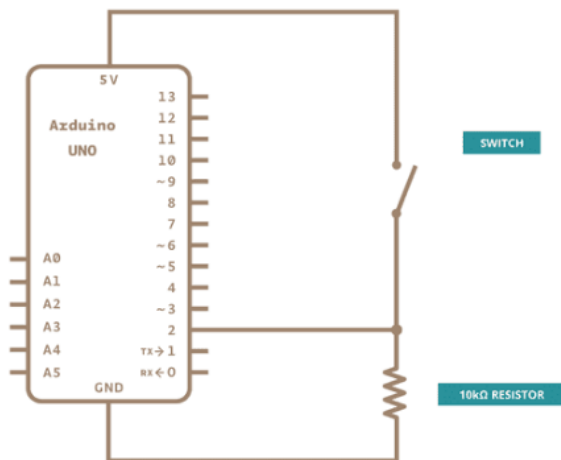 5V
Arduino
UNO
13
12
11
10
~9
8
7
~6
~5
4
~3
2
TX→1
RX←0
A0
A1
A2
A3
A4
A5
GND
SWITCH
10kΩ RESISTOR